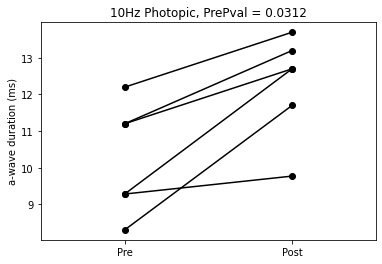 10Hz Photopic, PrePval = 0.0312
a-wave duration (ms)
13
12
11
10
9
Pre
Post